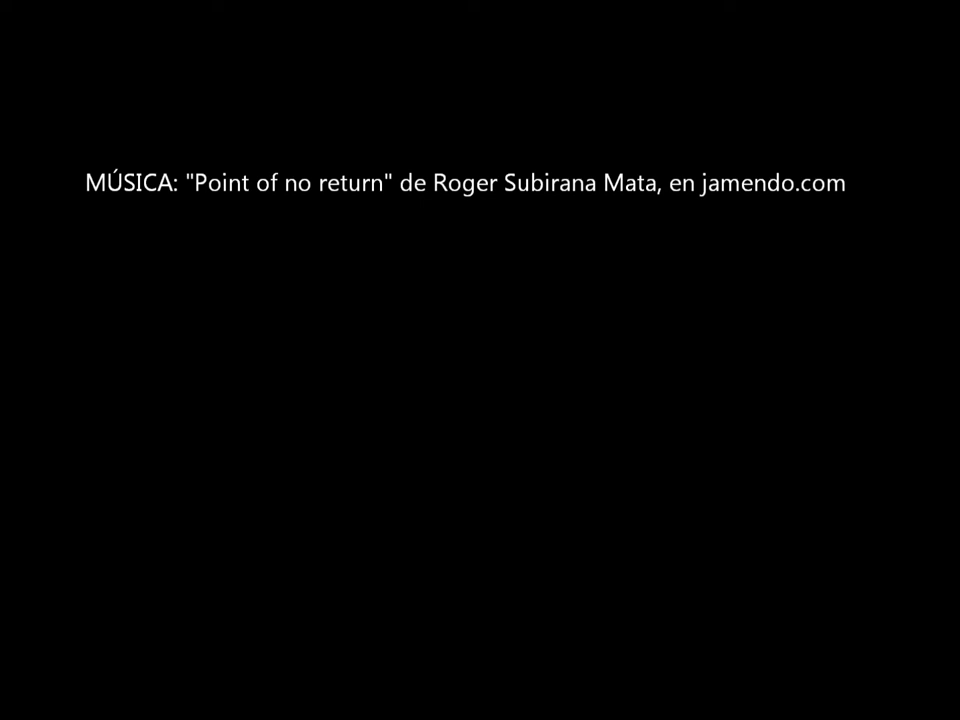 MÚSICA: "Point of no return" de Roger Subirana Mata, en jamendo.com